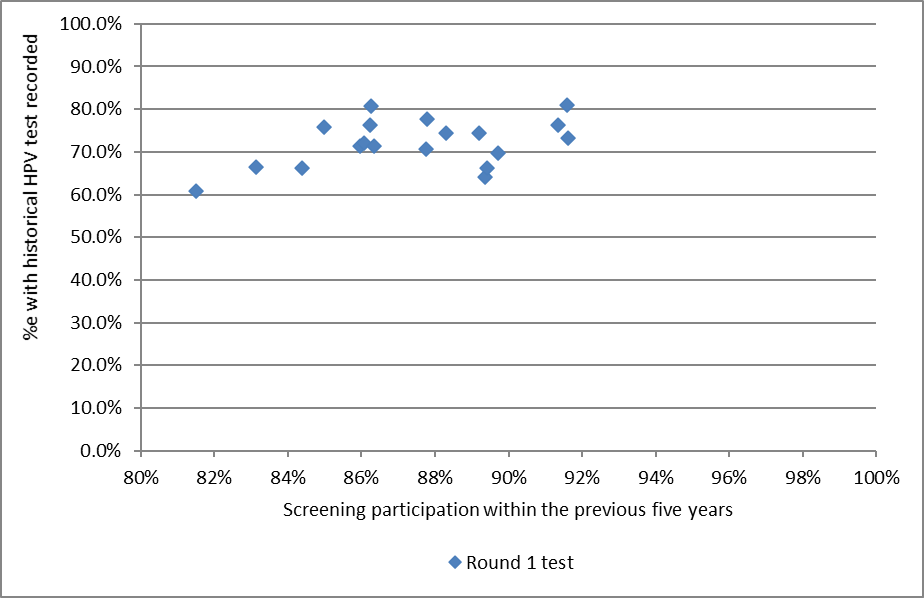 %e with historical HPV test recorded
100.0%
90.0%
80.0%
70.0%
60.0%
50.0%
40.0%
30.0%
20.0%
10.0%
0.0%
80% 82% 84% 86% 88% 90% 92% 94% 96% 98% 100%
Screening participation within the previous five years
Round 1 test